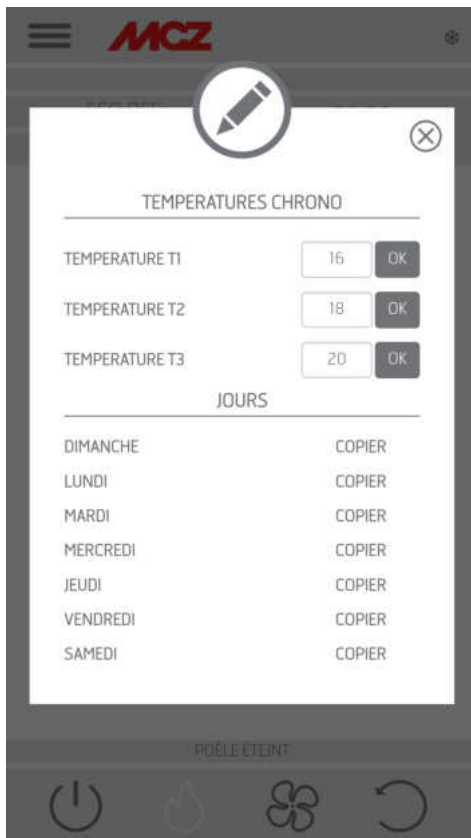 MCZ
TEMPERATURES CHRONO
TEMPERATURE T1 16 OK
TEMPERATURE T2 18 OK
TEMPERATURE T3 20 OK
JOURS
DIMANCHE COPIER
LUNDI COPIER
MARDI COPIER
MERCREDI COPIER
JEUDI COPIER
VENDREDI COPIER
SAMEDI COPIER
POÊLE ÉTEINT